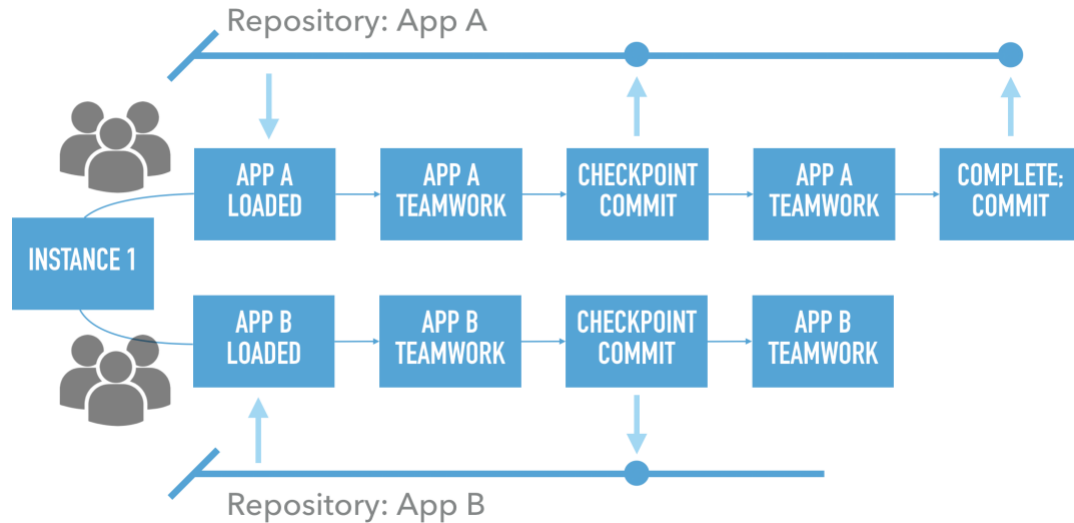 Repository: App A
APP A
LOADED
APP A
TEAMWORK
CHECKPOINT
COMMIT
APP A
TEAMWORK
COMPLETE;
COMMIT
INSTANCE 1
APP B
LOADED
APP B
TEAMWORK
CHECKPOINT
COMMIT
APP B
TEAMWORK
Repository: App B